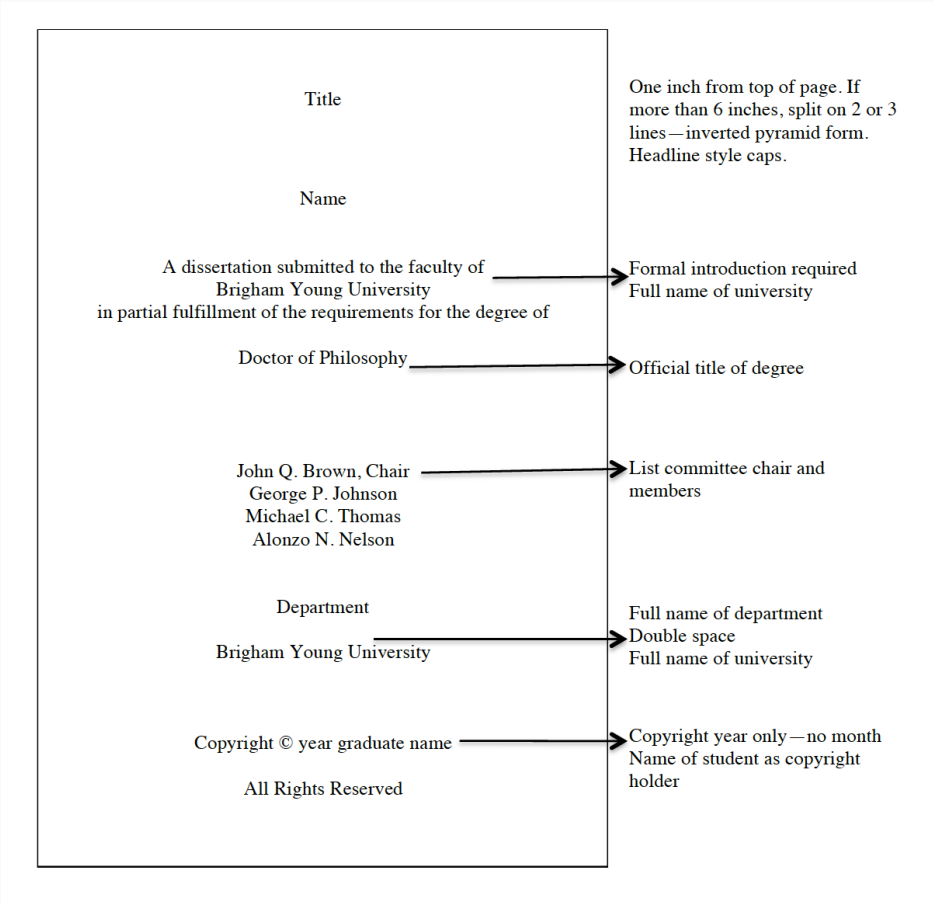 Title
One inch from top of page. If
more than 6 inches, split on 2 or 3
lines—inverted pyramid form.
Headline style caps.
Name
A dissertation submitted to the faculty of
Brigham Young University
in partial fulfillment of the requirements for the degree of
Formal introduction required
Full name of university
Doctor of Philosophy
Official title of degree
John Q. Brown, Chair
George P. Johnson
Michael C. Thomas
Alonzo N. Nelson
List committee chair and
members
Department
Brigham Young University
Full name of department
Double space
Full name of university
Copyright © year graduate name
All Rights Reserved
Copyright year only—no month
Name of student as copyright
holder